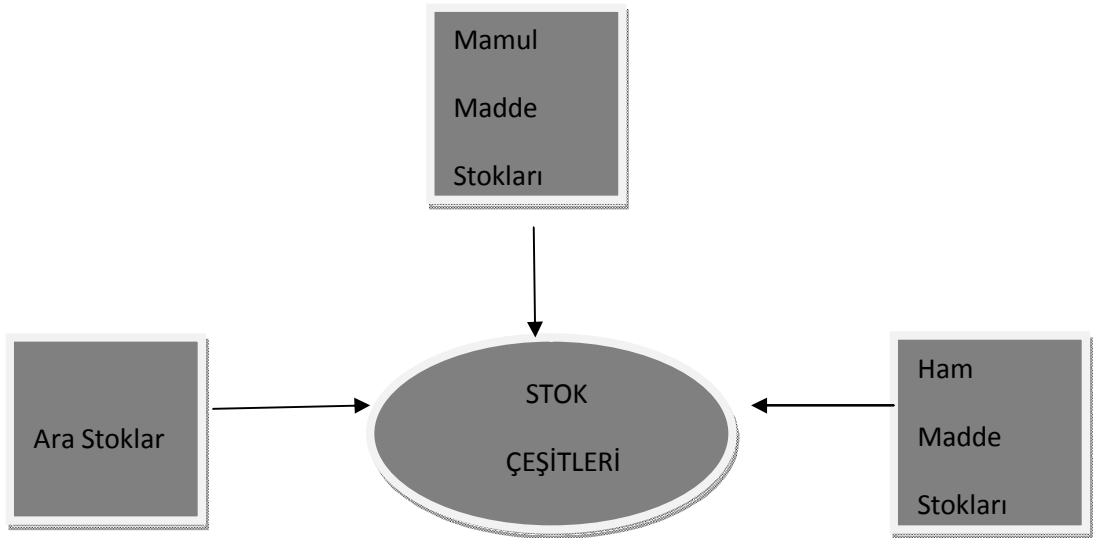 Mamul
Madde
Stokları
Ara Stoklar
STOK
ÇEŞİTLERİ
Ham
Madde
Stokları